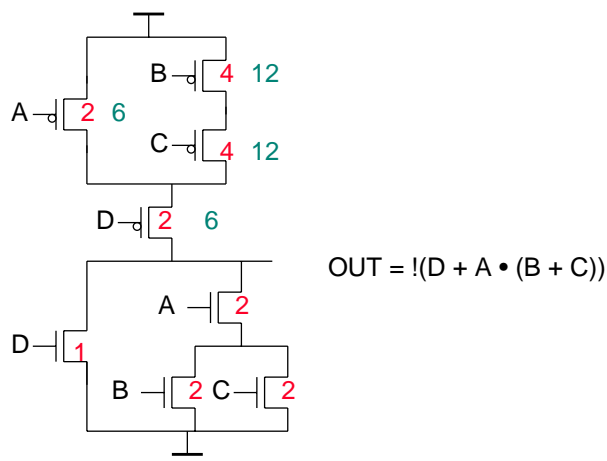 B 4 12
A 2 6
C 4 12
D 2 6
OUT = !(D + A • (B + C))
A 2
D 1
B 2 C 2